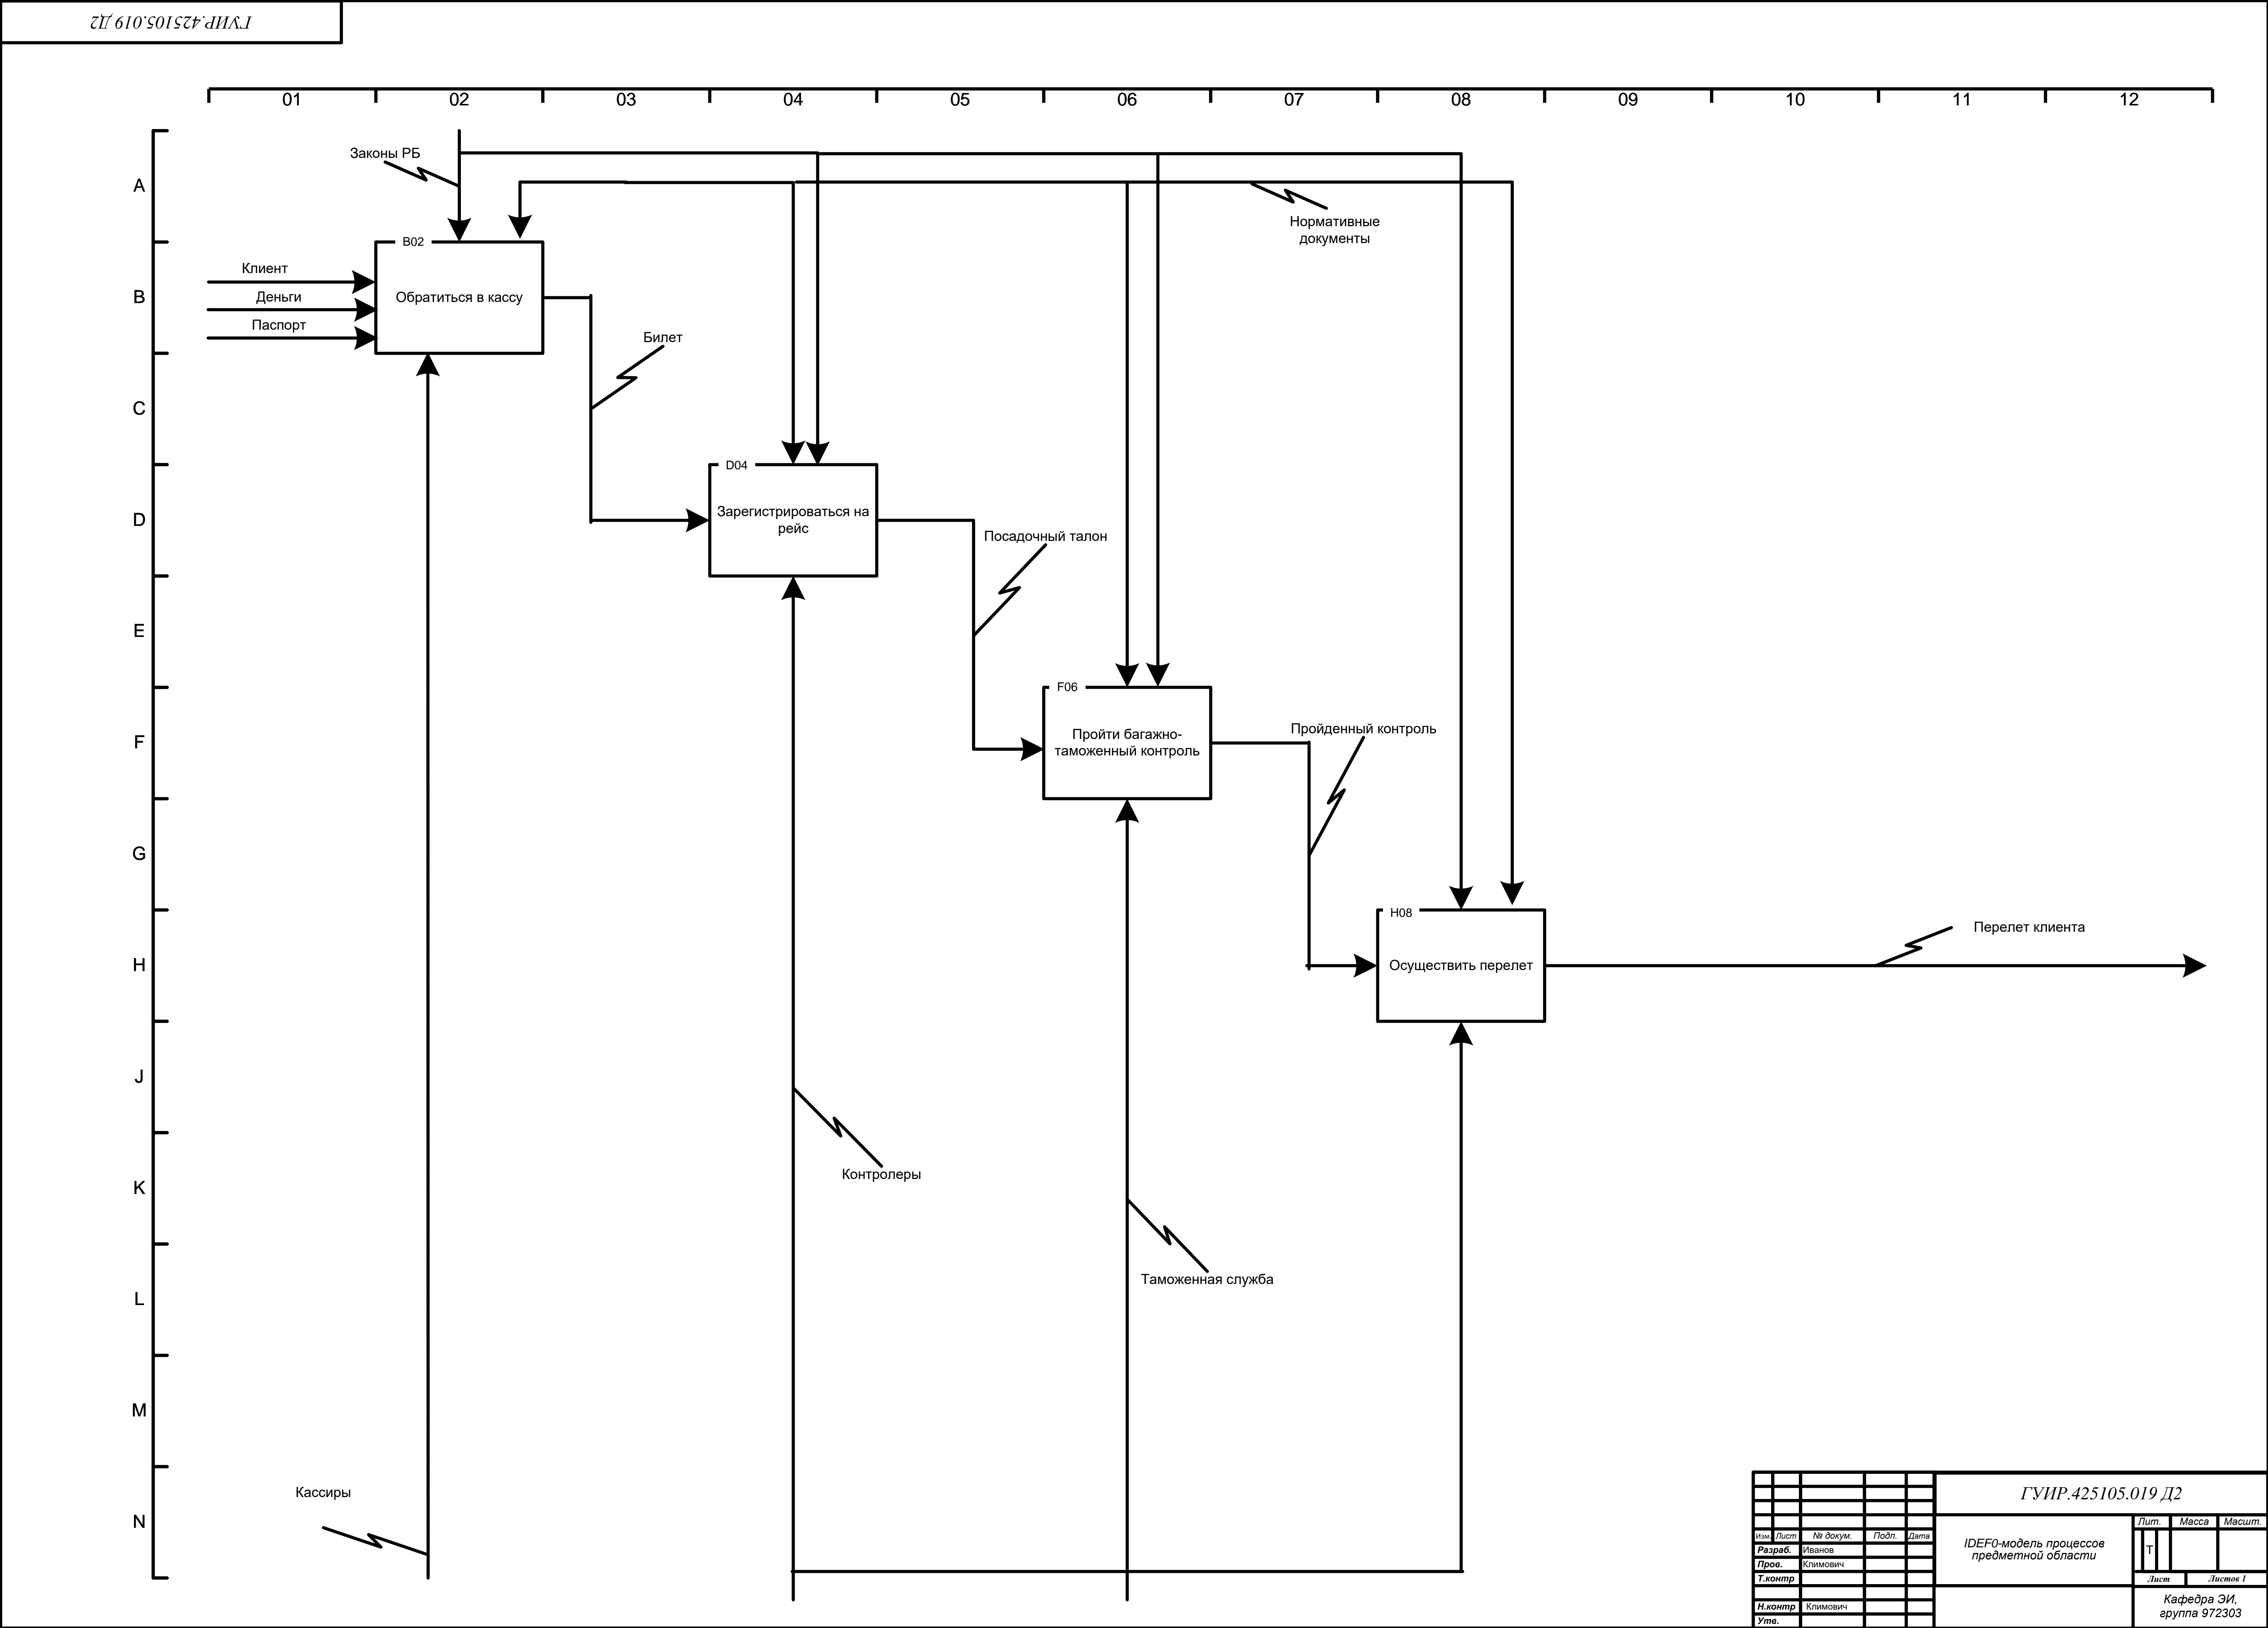 ГУИР.425105.019 Д2
01 02 03 04 05 06 07 08 09 10 11 12
Законы РБ
A
Нормативные
документы
B02
Клиент
Деньги
Паспорт
B
Обратиться в кассу
Билет
C
D04
D
Зарегистрироваться на
рейс
Посадочный талон
E
F06
F
Пройти багажно-
таможенный контроль
Пройденный контроль
G
H08
Перелет клиента
H
Осуществить перелет
J
Контролеры
K
Таможенная служба
L
M
Кассиры
N
ГУИР.425105.019 Д2
Изм. Лист № докум. Подп. Дата
Разраб. Иванов
Пров. Климович
Т.контр
Н.контр Климович
Утв.
IDEF0-модель процессов
предметной области
Лит. Масса Масшт.
Т
Лист Листов 1
Кафедра ЭИ,
группа 972303